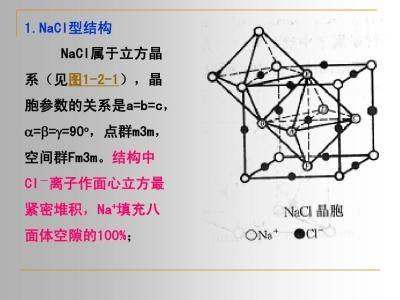 1.NaCl型结构
NaCl属于立方晶
系（见图1-2-1），晶
胞参数的关系是a=b=c，
α=β=γ=90°，点群m3m，
空间群Fm3m。结构中
Cl－离子作面心立方最
紧密堆积，Na⁺填充八
面体空隙的100%；
NaCl 晶胞
○Na⁺ ●Cl⁻